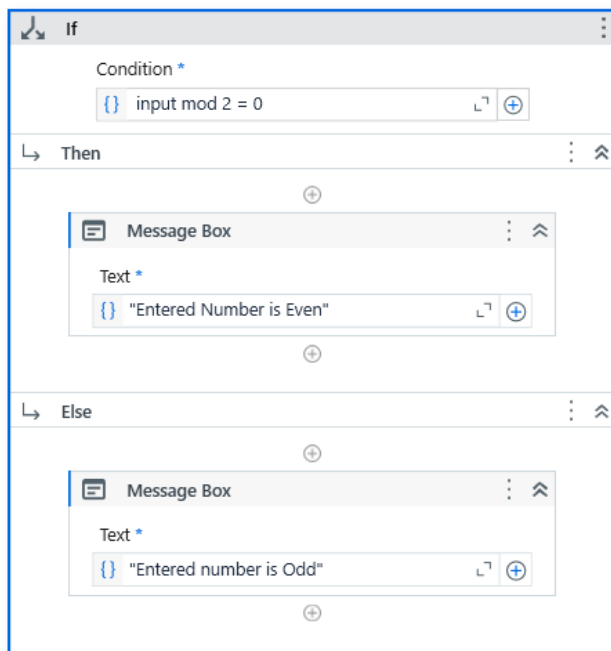 If
Condition *
{} input mod 2 = 0
Then
Message Box
Text *
{} "Entered Number is Even"
Else
Message Box
Text *
{} "Entered number is Odd"